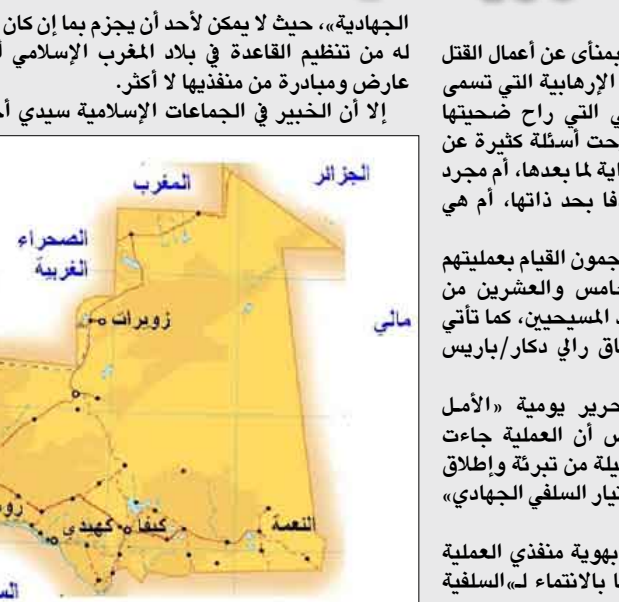 بمنأى عن أعمال القتل
الإرهابية التي تسمى
ي التي راح ضحيتها
حت أسئلة كثيرة عن
اية لما بعدها، أم مجرد
فا بحد ذاتها، أم هي
جمون القيام بعمليتهم
امس والعشرين من
د المسيحيين، كما تأتي
اق رالي دكار/باريس
حرير يومية «الأمل
س أن العملية جاءت
يلة من تبرئة وإطلاق
تيار السلفي الجهادي»
بهوية منفذي العملية
ا بالانتماء لـ»السلفية
الجهادية»، حيث لا يمكن لأحد أن يجزم بما إن كان
له من تنظيم القاعدة في بلاد المغرب الإسلامي أ
عارض ومبادرة من منفذيها لا أكثر.
إلا أن الخبير في الجماعات الإسلامية سيدي أح
الجزائر
المغرب
الصحراء
الغربية
زويرات
مالي
رو
النعمة
كيفا
كهيدي
الس